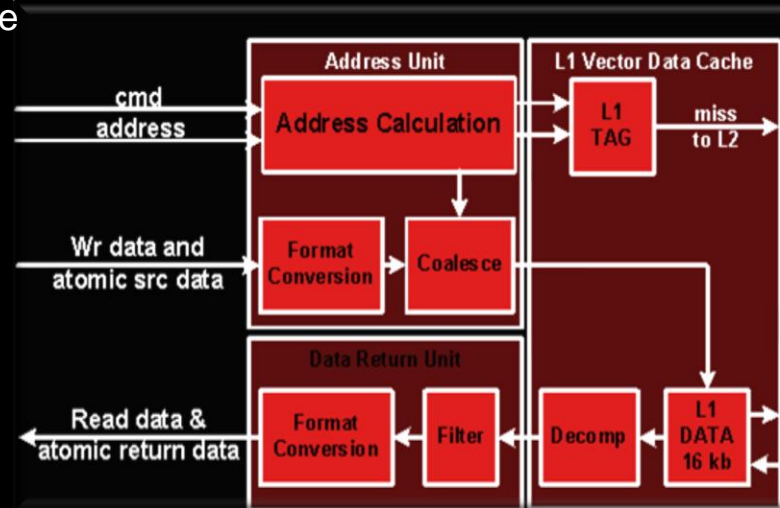 e
Address Unit
L1 Vector Data Cache
cmd
address
Address Calculation
L1
TAG
miss
to L2
Wr data and
atomic src data
Format
Conversion
Coalesce
Data Return Unit
Read data &
atomic return data
Format
Conversion
Filter
Decomp
L1
DATA
16 kb